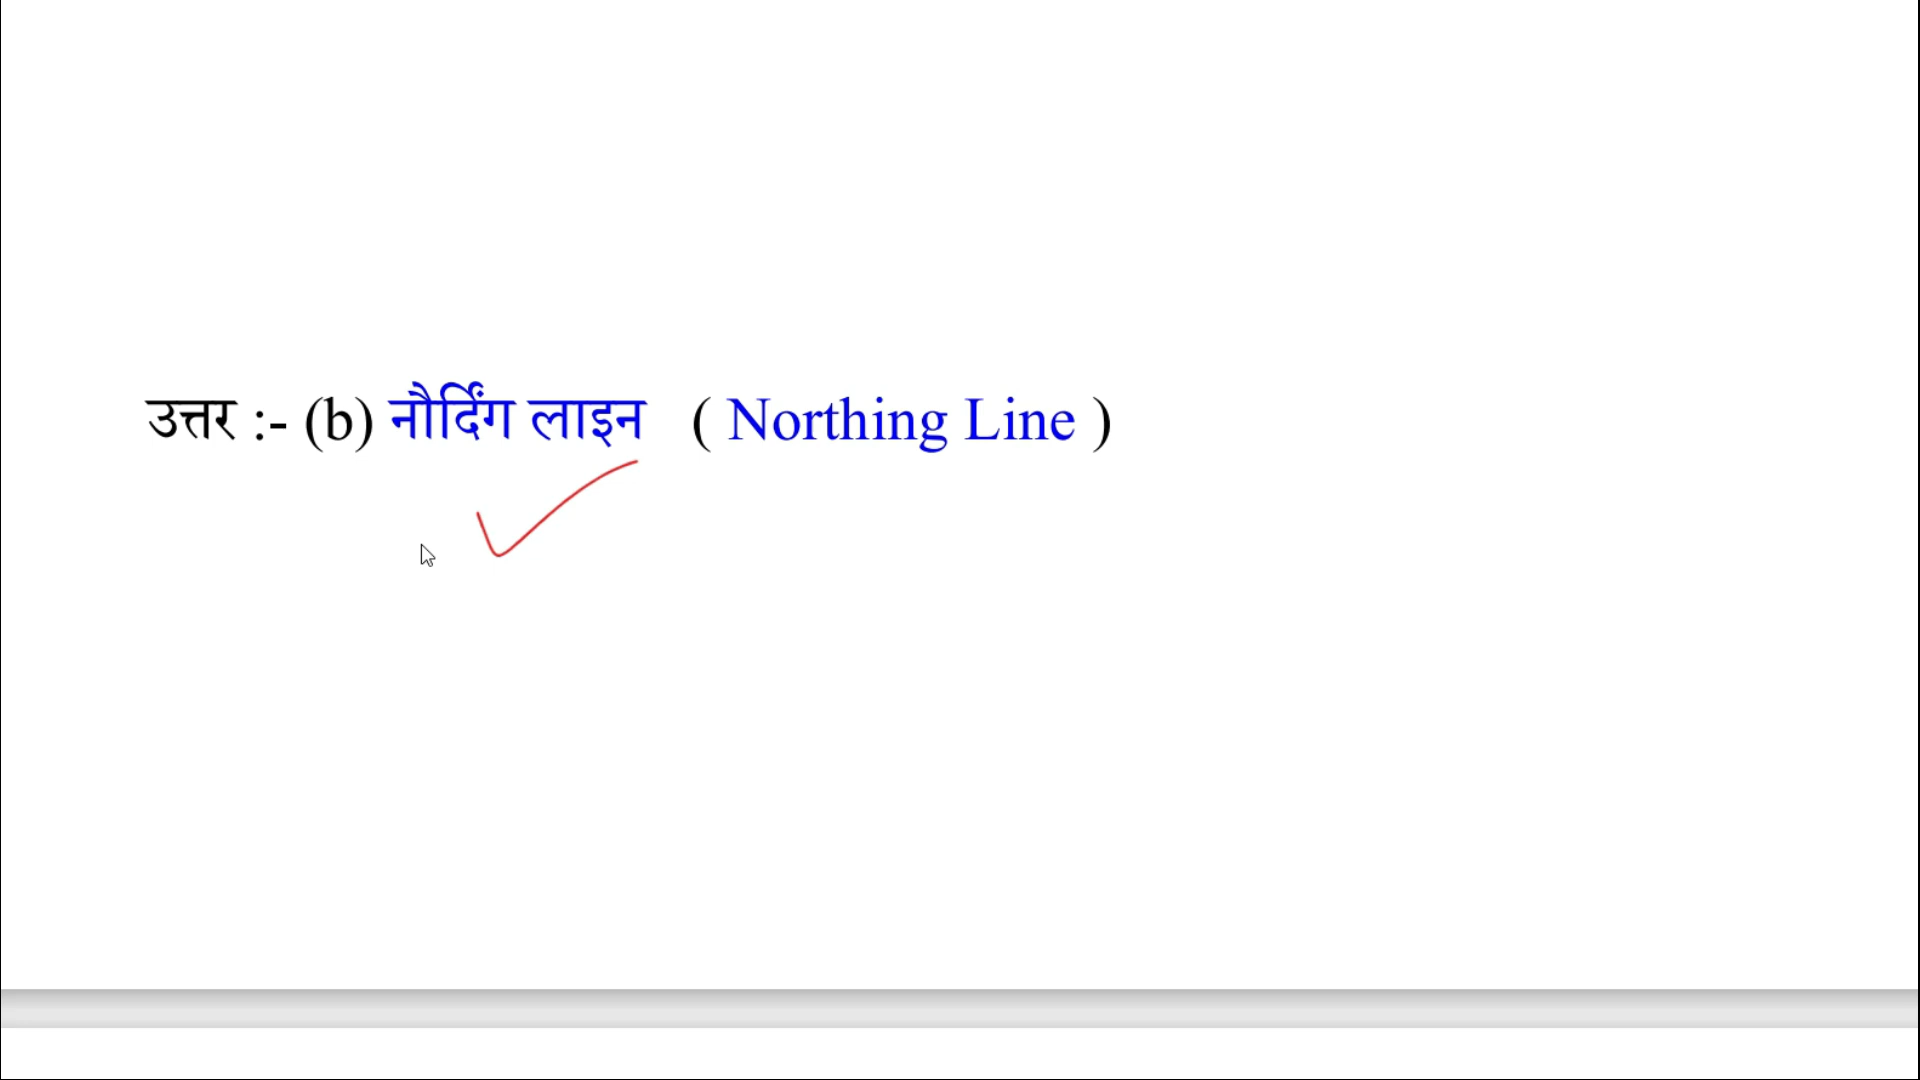 उत्तर :- (b) नौर्दिंग लाइन ( Northing Line )